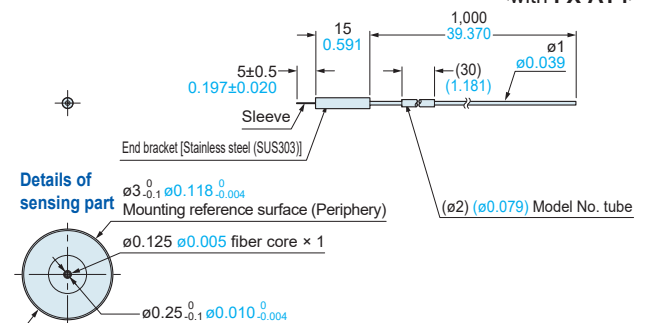 15
0.591
1,000
39.370
ø1
ø0.039
5±0.5
0.197±0.020
(30)
(1.181)
Sleeve
End bracket [Stainless steel (SUS303)]
Details of
sensing part
ø3 0 -0.1 ø0.118 0 -0.004
Mounting reference surface (Periphery)
(ø2) (ø0.079) Model No. tube
ø0.125 ø0.005 fiber core × 1
ø0.25 0 -0.1 ø0.010 0 -0.004